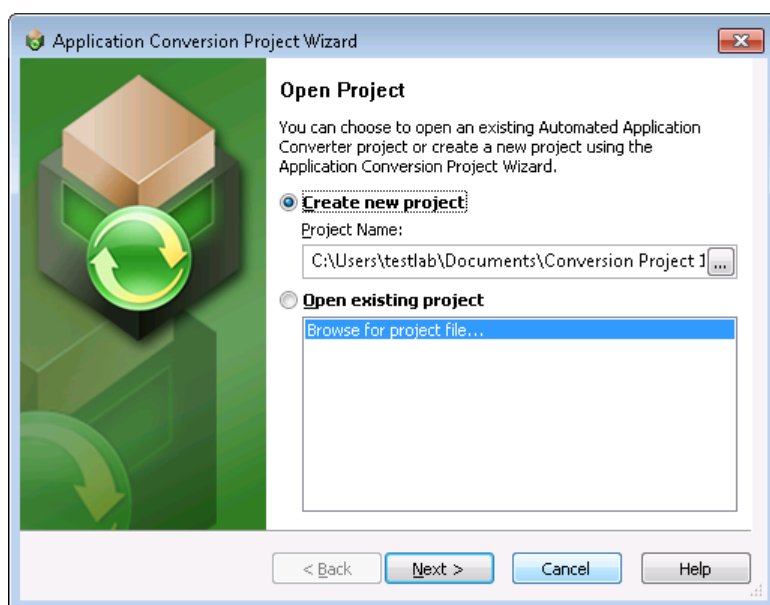 Application Conversion Project Wizard
Open Project
You can choose to open an existing Automated Application
Converter project or create a new project using the
Application Conversion Project Wizard.
Create new project
Project Name:
C:\Users\testlab\Documents\Conversion Project 1
...
Open existing project
Browse for project file...
< Back
Next >
Cancel
Help